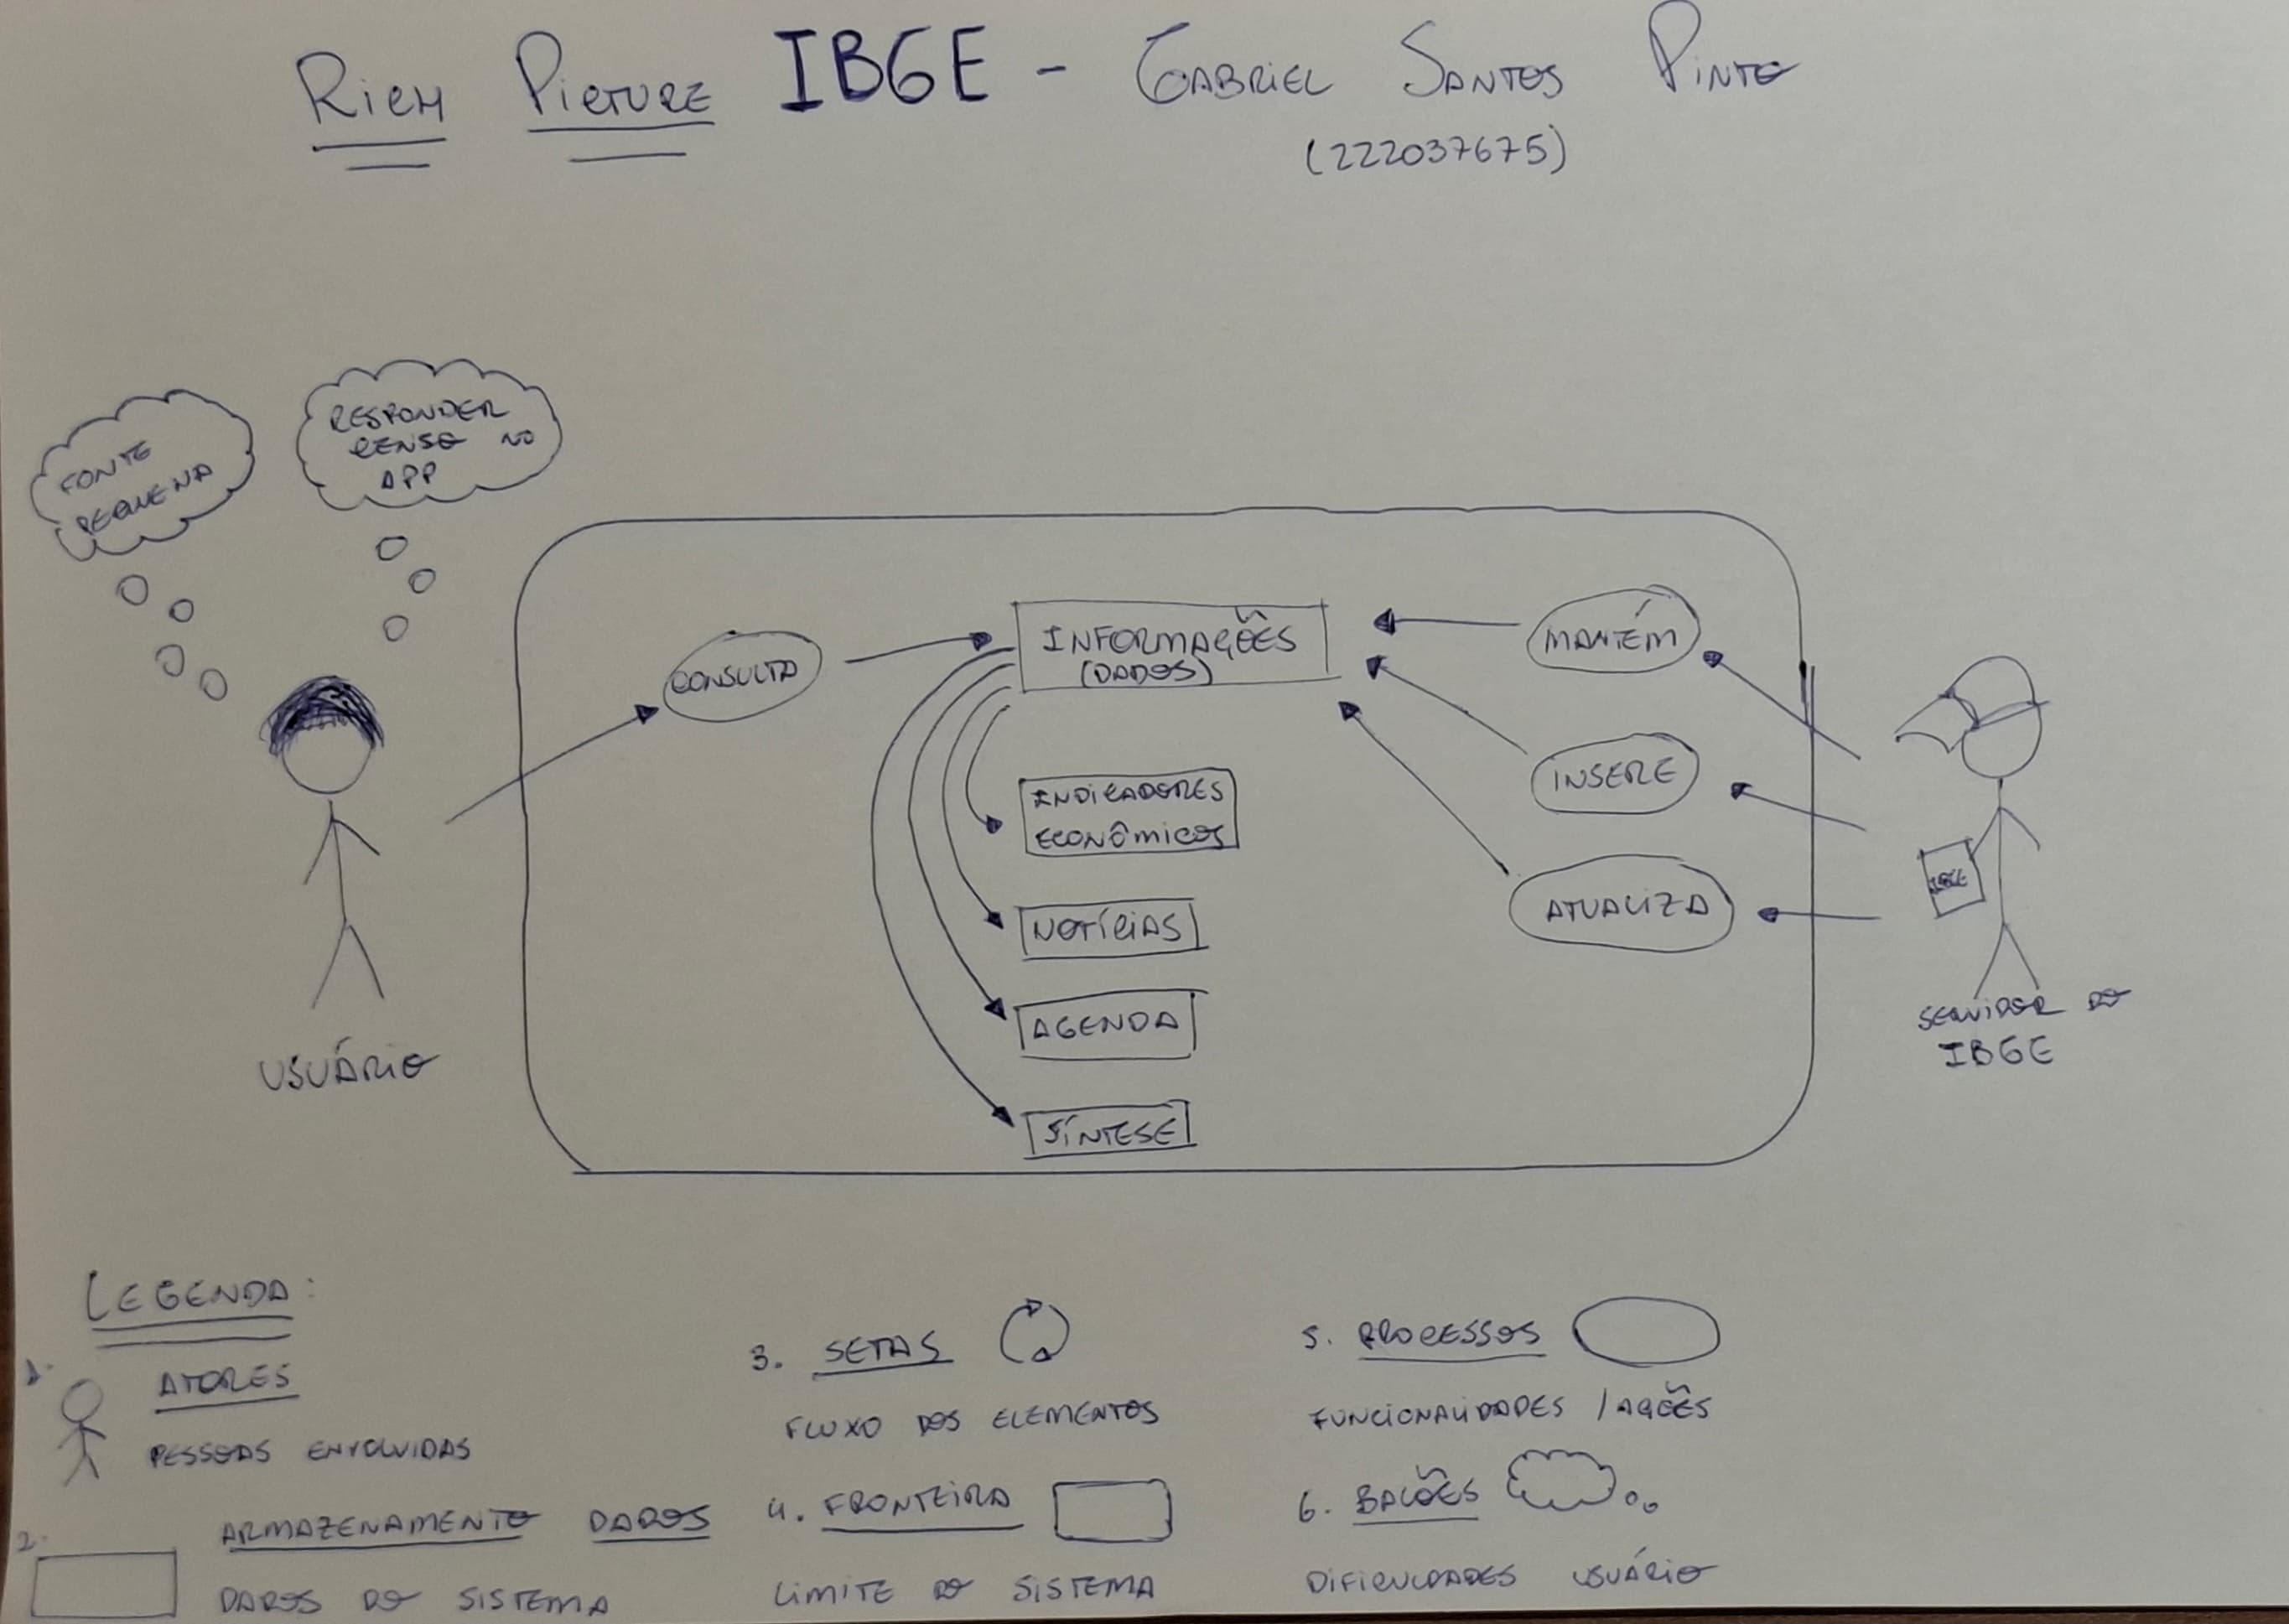 RICH PICTURE IBGE - GABRIEL SANTOS PINTO
(222037675)
FONTE
PEQUENA
RESPONDER
CENSO NO
APP
CONSULTA
INFORMAÇÕES
(DADOS)
INDICADORES
ECONÔMICOS
NOTÍCIAS
AGENDA
SÍNTESE
MANTÉM
INSERE
ATUALIZA
IBGE
USUÁRIO
SERVIDOR DO
IBGE
LEGENDA:
1. ATORES
PESSOAS ENVOLVIDAS
2. ARMAZENAMENTO DADOS
DADOS DO SISTEMA
3. SETAS
FLUXO DOS ELEMENTOS
4. FRONTEIRA
LIMITE DO SISTEMA
5. PROCESSOS
FUNCIONALIDADES / AÇÕES
6. BALÕES
DIFICULDADES USUÁRIO